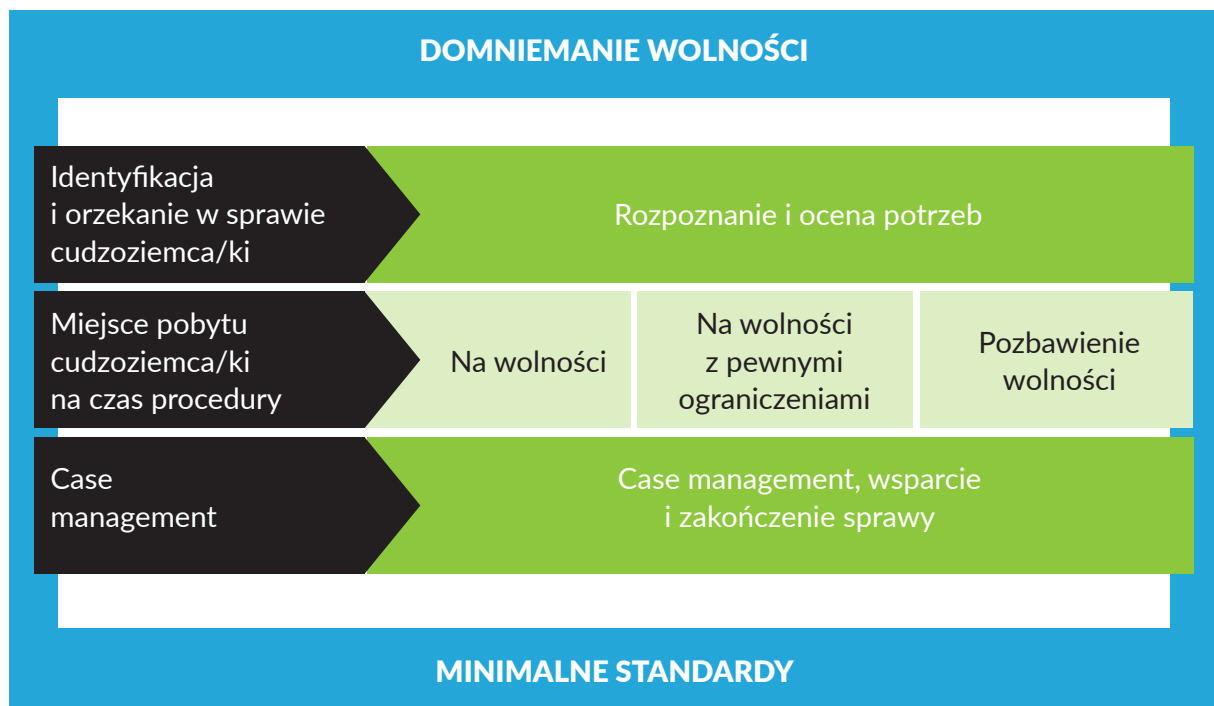 DOMNIEMANIE WOLNOŚCI
Identyfikacja
i orzekanie w sprawie
cudzoziemca/ki
Rozpoznanie i ocena potrzeb
Miejsce pobytu
cudzoziemca/ki
na czas procedury
Na wolności
Na wolności
z pewnymi
ograniczeniami
Pozbawienie
wolności
Case
management
Case management, wsparcie
i zakończenie sprawy
MINIMALNE STANDARDY